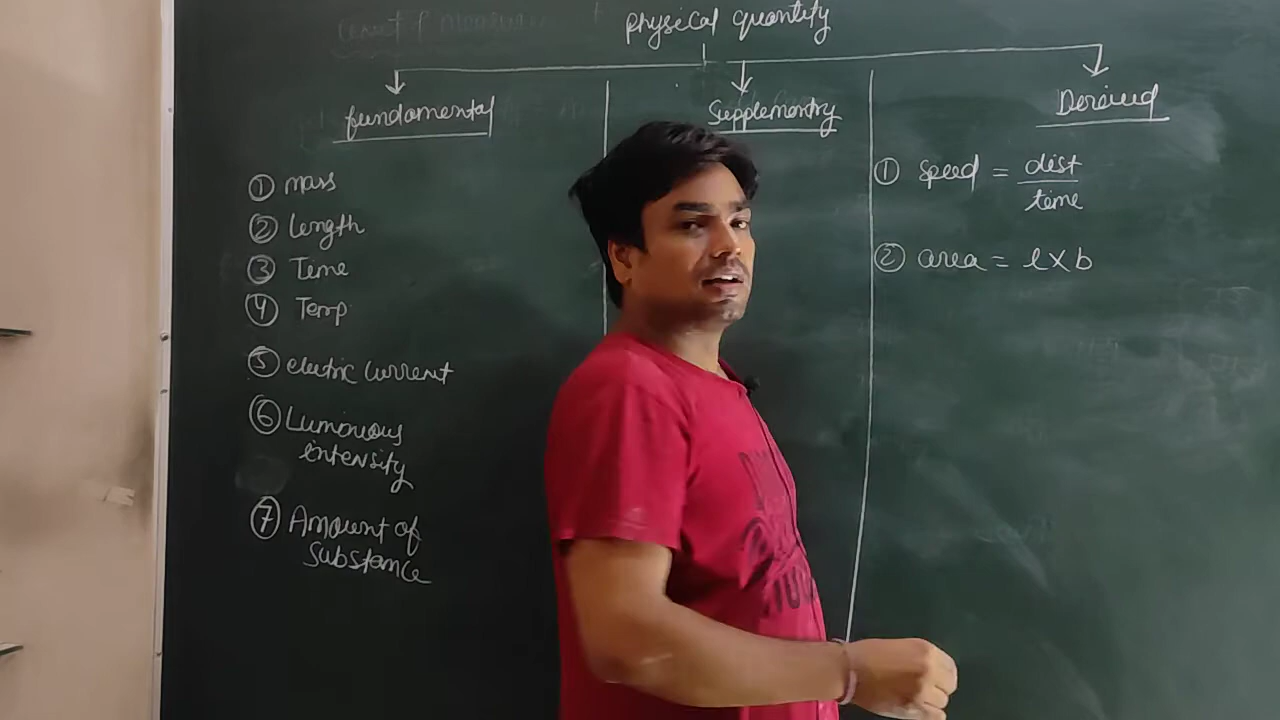 Physical quantity
fundamental
Supplementry
Derived
① mass
② Length
③ Time
④ Temp
⑤ electric current
⑥ Luminous
intensity
⑦ Amount of
substance
① speed = dist
time
② area = l×b